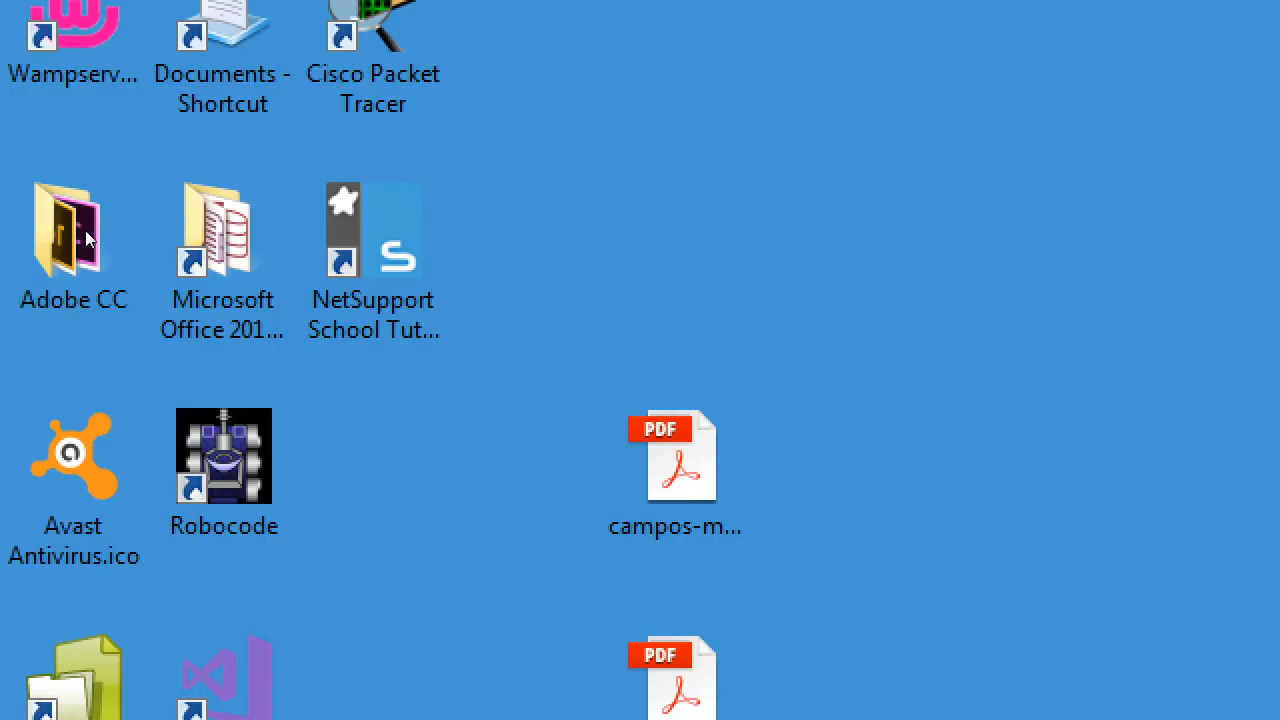 Wampserv...
Documents - Shortcut
Cisco Packet Tracer
Adobe CC
Microsoft Office 201...
S
NetSupport School Tut...
Avast Antivirus.ico
Robocode
PDF
campos-m...
PDF